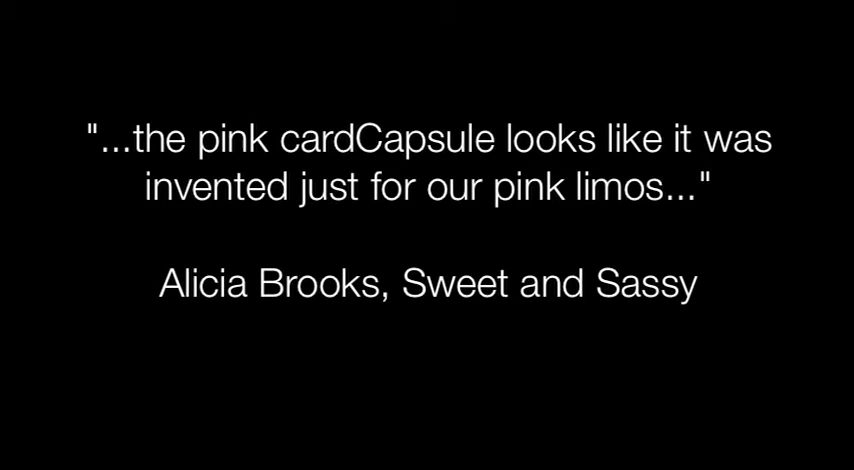 "...the pink cardCapsule looks like it was
invented just for our pink limos..."
Alicia Brooks, Sweet and Sassy